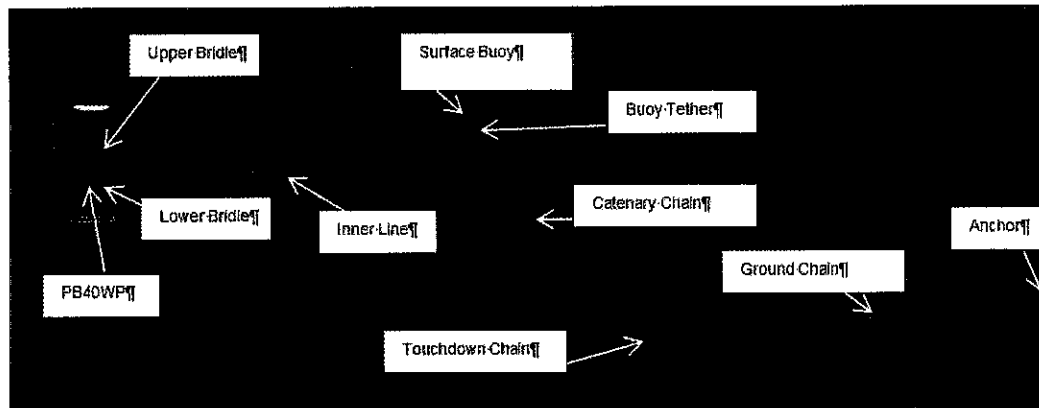 Upper·Bridle¶
Surface·Buoy¶
Buoy·Tether¶
Lower·Bridle¶
Inner·Line¶
Catenary·Chain¶
Anchor¶
Ground·Chain¶
PB40WP¶
Touchdown·Chain¶